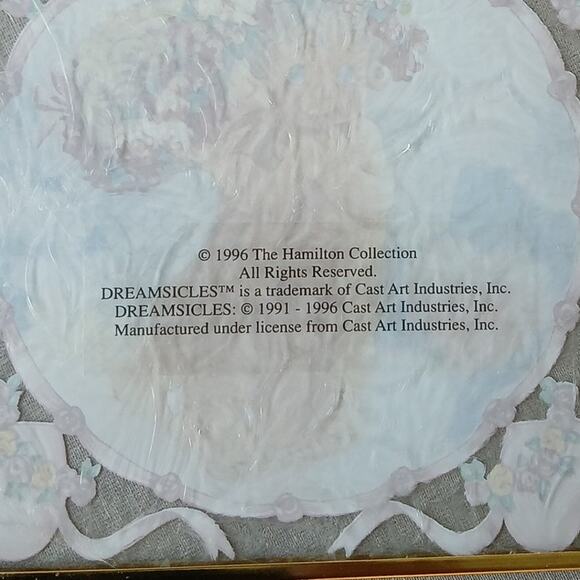 © 1996 The Hamilton Collection
All Rights Reserved.
DREAMSICLES™ is a trademark of Cast Art Industries, Inc.
DREAMSICLES: © 1991 - 1996 Cast Art Industries, Inc.
Manufactured under license from Cast Art Industries, Inc.